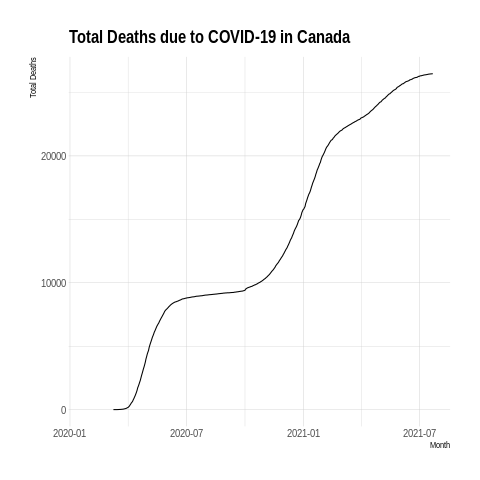 Total Deaths due to COVID-19 in Canada
Total Deaths
20000
10000
0
2020-01
2020-07
2021-01
2021-07
Month